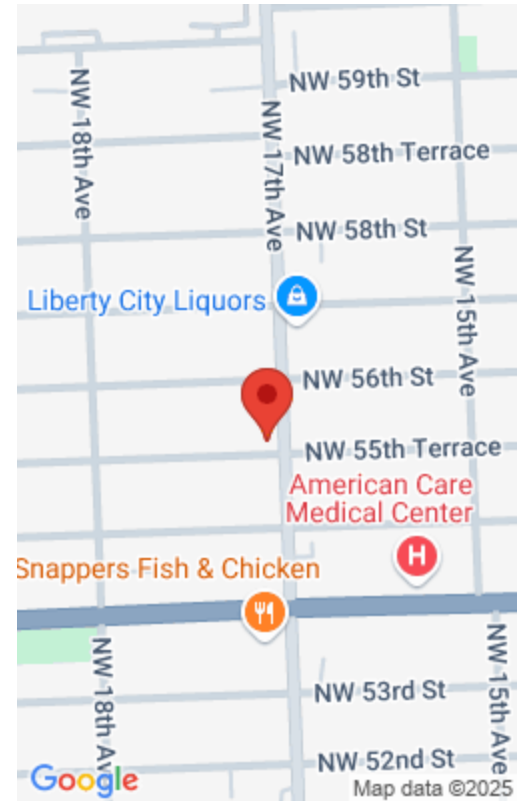 NW 59th St
NW 18th Ave
NW 17th Ave
NW 58th Terrace
NW 58th St
NW 15th Ave
Liberty City Liquors
NW 56th St
NW 55th Terrace
American Care
Medical Center
H
Snappers Fish & Chicken
NW 18th Av
NW 15th Ave
NW 53rd St
NW 52nd St
Google
Map data ©2025